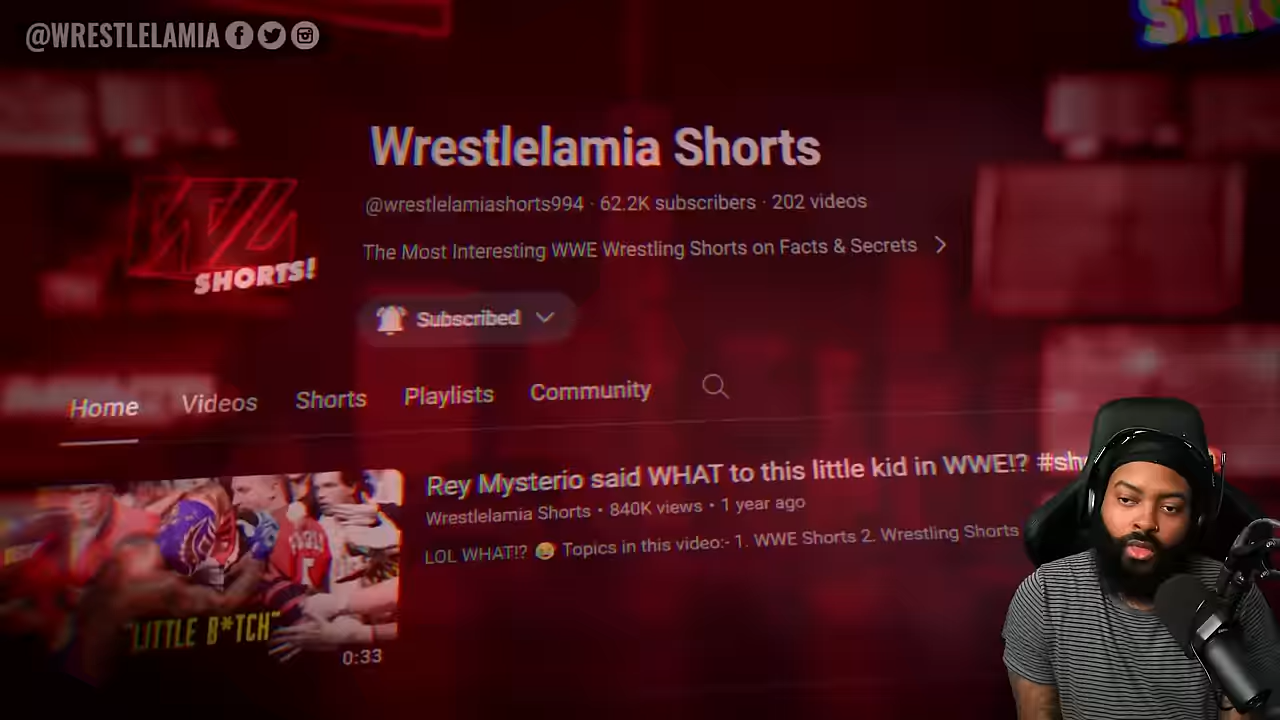 @WRESTLELAMIA
SH
Wrestlelamia Shorts
@wrestlelamiashorts994 · 62.2K subscribers · 202 videos
The Most Interesting WWE Wrestling Shorts on Facts & Secrets
WL
SHORTS!
Subscribed
Home Videos Shorts Playlists Community
Rey Mysterio said WHAT to this little kid in WWE!? #sh
Wrestlelamia Shorts • 840K views • 1 year ago
LOL WHAT!? 😂 Topics in this video:- 1. WWE Shorts 2. Wrestling Shorts
"LITTLE B*TCH"
0:33